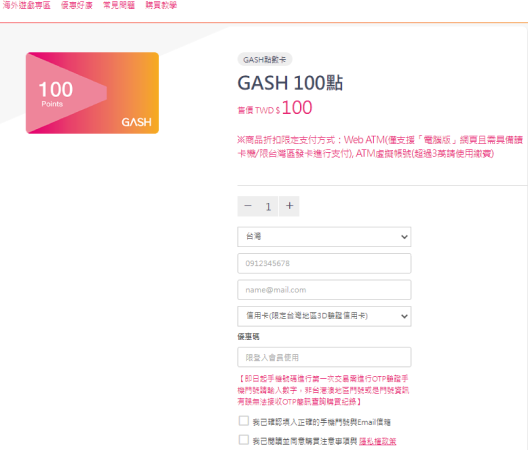 海外遊戲專區 優惠好康 常見問題 購買教學
100
Points
GASH
GASH點數卡
GASH 100點
售價 TWD $ 100
※商品折扣限定支付方式：Web ATM(僅支援「電腦版」網頁且需具備讀
卡機/限台灣區發卡進行支付), ATM虛擬帳號(超過3萬請使用繳費)
− 1 +
台灣
0912345678
name@mail.com
信用卡(限定台灣地區3D驗證信用卡)
優惠碼
限登入會員使用
【即日起手機號碼進行第一次交易需進行OTP驗證手
機門號請輸入數字，非台灣澳地區門號或是門號資訊
有誤無法接收OTP簡訊查詢購買紀錄】
我已確認填入正確的手機門號與Email信箱
我已閱讀並同意購買注意事項與 隱私權政策